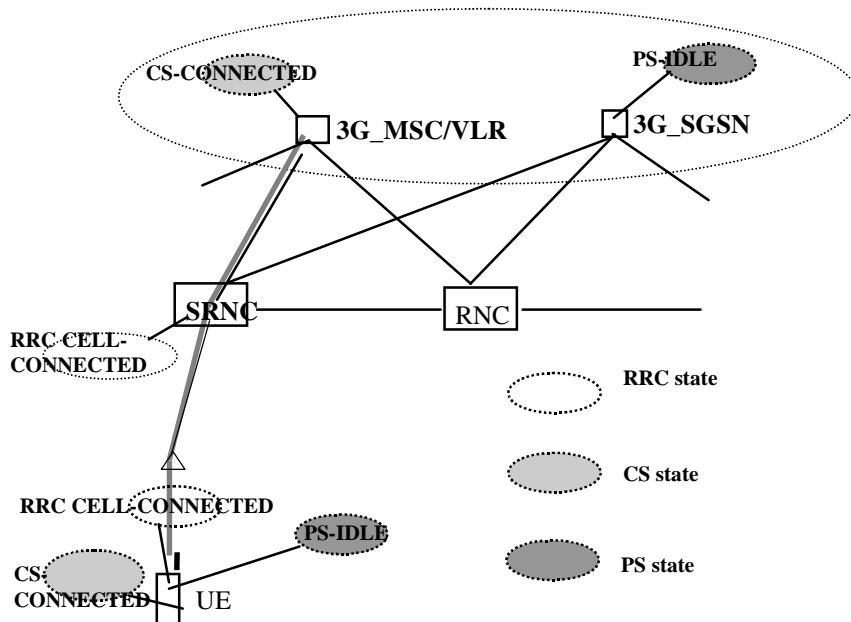 CS-CONNECTED
PS-IDLE
3G_MSC/VLR
3G_SGSN
SRNC
RNC
RRC CELL-
CONNECTED
RRC state
CS state
RRC CELL-CONNECTED
PS-IDLE
PS state
CS-
CONNECTED
UE